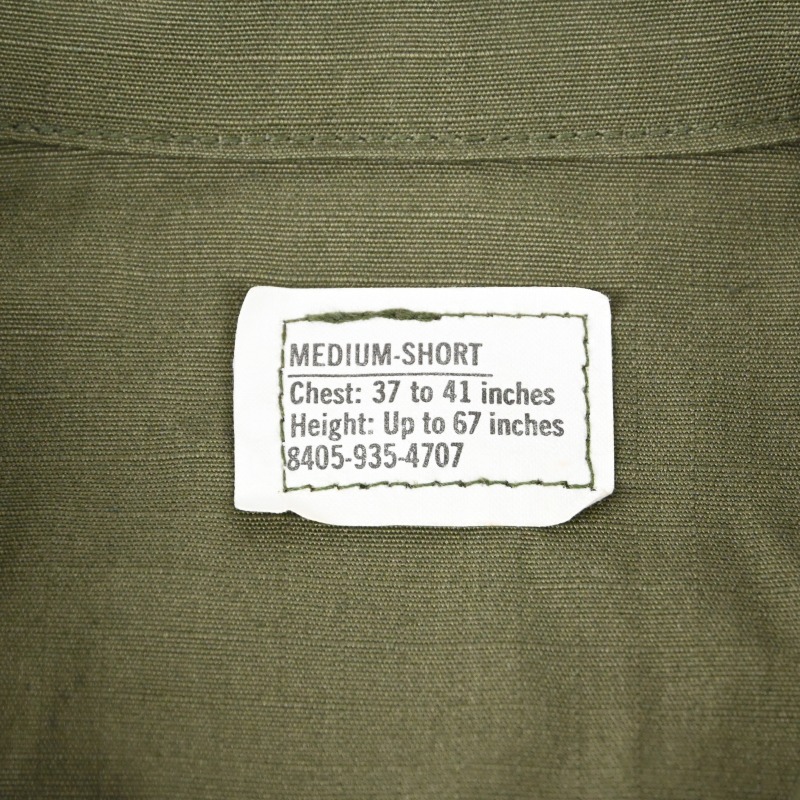 MEDIUM-SHORT
Chest: 37 to 41 inches
Height: Up to 67 inches
8405-935-4707